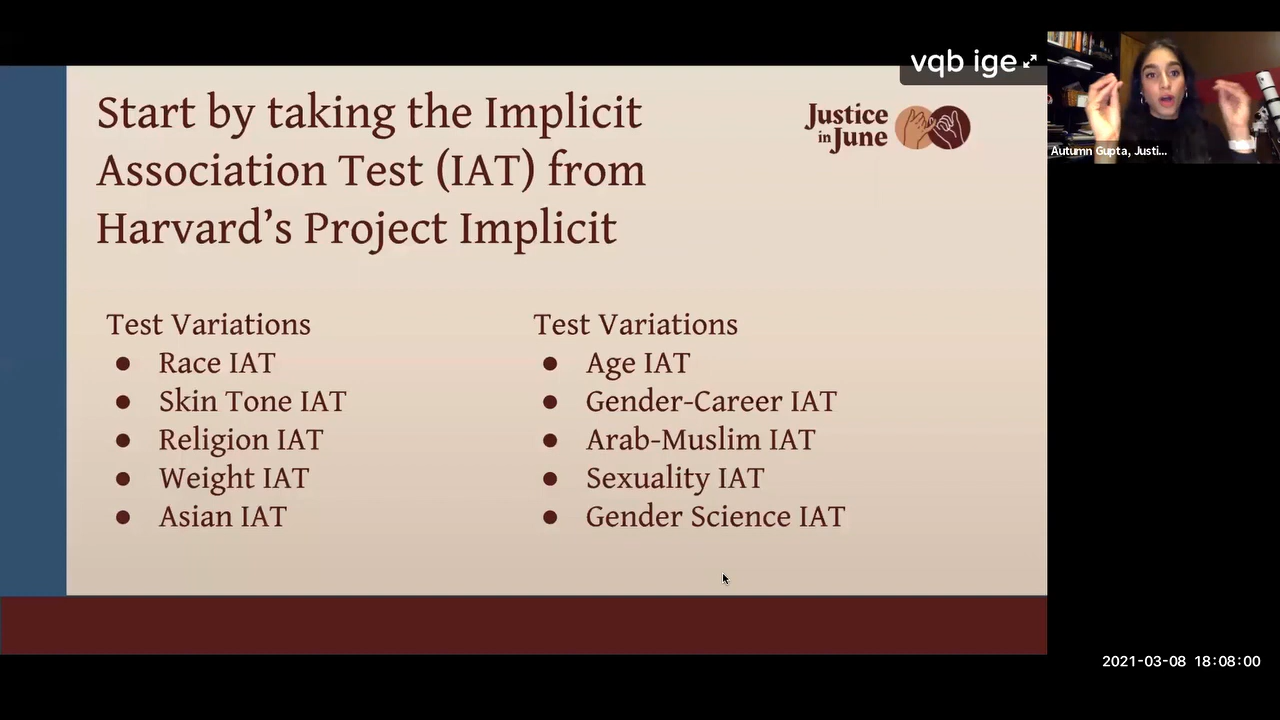 vqb ige
Start by taking the Implicit
Association Test (IAT) from
Harvard’s Project Implicit
Justice
in June
Autumn Gupta, Justi...
Test Variations
● Race IAT
● Skin Tone IAT
● Religion IAT
● Weight IAT
● Asian IAT
Test Variations
● Age IAT
● Gender-Career IAT
● Arab-Muslim IAT
● Sexuality IAT
● Gender Science IAT
2021-03-08 18:08:00